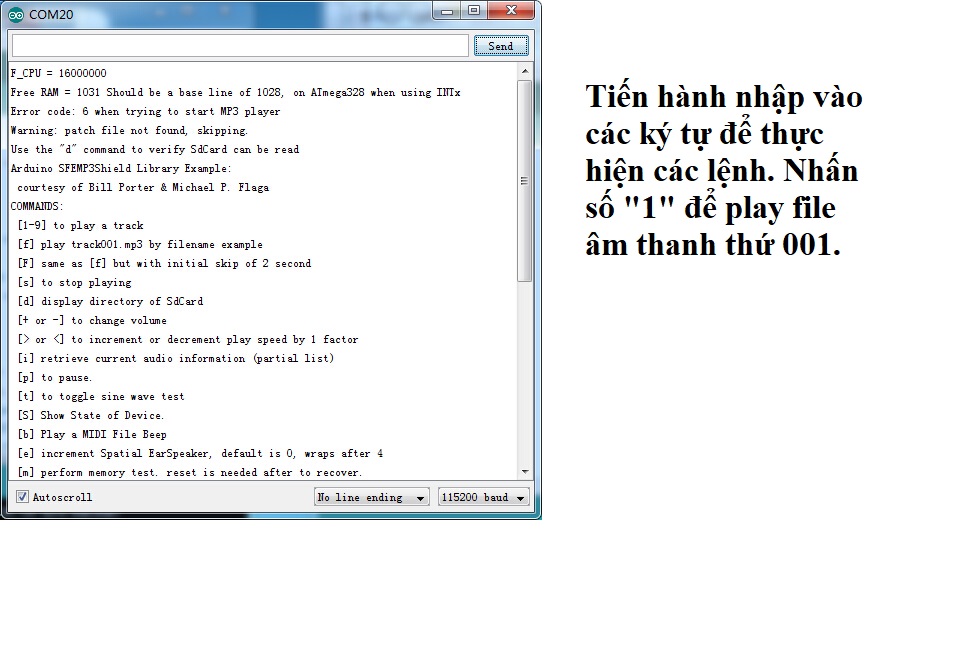 COM20
Send
F_CPU = 16000000
Free RAM = 1031 Should be a base line of 1028, on ATmega328 when using INTx
Error code: 6 when trying to start MP3 player
Warning: patch file not found, skipping.
Use the "d" command to verify SdCard can be read
Arduino SFEMP3Shield Library Example:
courtesy of Bill Porter & Michael P. Flaga
COMMANDS:
[1-9] to play a track
[f] play track001.mp3 by filename example
[F] same as [f] but with initial skip of 2 second
[s] to stop playing
[d] display directory of SdCard
[+ or -] to change volume
[> or <] to increment or decrement play speed by 1 factor
[i] retrieve current audio information (partial list)
[p] to pause.
[t] to toggle sine wave test
[S] Show State of Device.
[b] Play a MIDI File Beep
[e] increment Spatial EarSpeaker, default is 0, wraps after 4
[m] perform memory test. reset is needed after to recover.
Autoscroll
No line ending
115200 baud
Tiến hành nhập vào
các ký tự để thực
hiện các lệnh. Nhấn
số "1" để play file
âm thanh thứ 001.